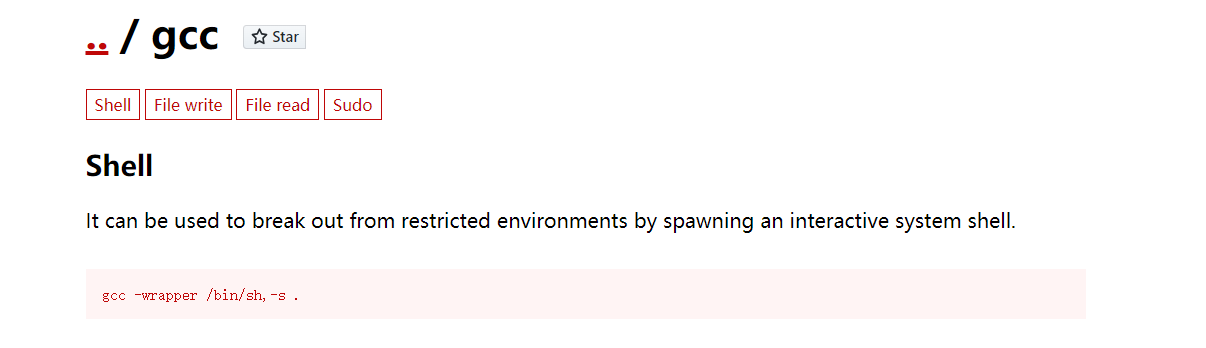 .. / gcc Star
Shell File write File read Sudo
Shell
It can be used to break out from restricted environments by spawning an interactive system shell.
gcc -wrapper /bin/sh,-s .